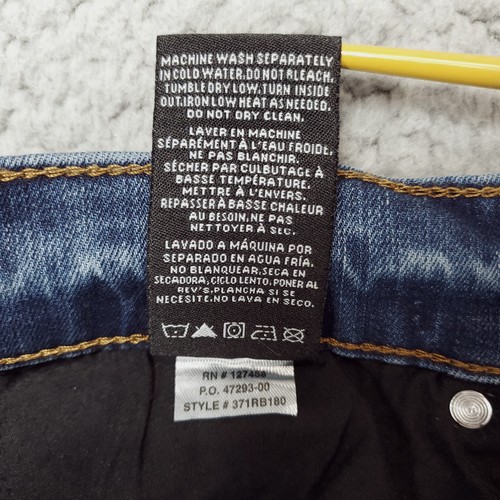 MACHINE WASH SEPARATELY
IN COLD WATER.DO NOT BLEACH.
TUMBLE DRY LOW.TURN INSIDE
OUT.IRON LOW HEAT AS NEEDED.
DO NOT DRY CLEAN.
LAVER EN MACHINE
SÉPARÉMENT À L'EAU FROIDE,
NE PAS BLANCHIR.
SÉCHER PAR CULBUTAGE À
BASSE TEMPÉRATURE.
METTRE À L'ENVERS.
REPASSER À BASSE CHALEUR
AU BESOIN,NE PAS
NETTOYER À SEC.
LAVADO A MÁQUINA POR
SEPARADO EN AGUA FRÍA.
NO BLANQUEAR,SECA EN
SECADORA,CICLO LENTO,PONER AL
REV'S.PLANCHA SI SE
NECESITE.NO LAVA EN SECO.
RN # 127458
P.O. 47293-00
STYLE # 371RB180